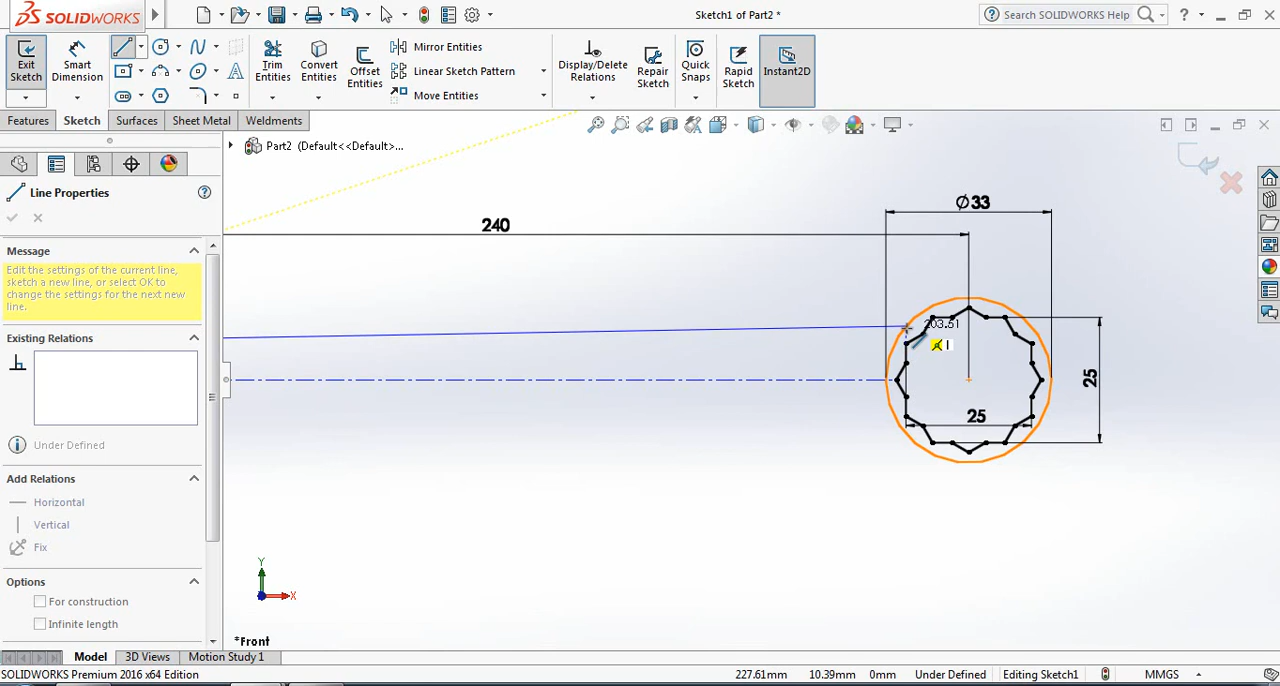 SOLIDWORKS
Sketch1 of Part2 *
Search SOLIDWORKS Help
?
Exit Sketch
Smart Dimension
Trim Entities
Convert Entities
Offset Entities
Mirror Entities
Linear Sketch Pattern
Move Entities
Display/Delete Relations
Repair Sketch
Quick Snaps
Rapid Sketch
Instant2D
Features
Sketch
Surfaces
Sheet Metal
Weldments
Part2 (Default<<Default>...
Line Properties
Message
Edit the settings of the current line,
sketch a new line, or select OK to
change the settings for the next new
line.
Existing Relations
Under Defined
Add Relations
Horizontal
Vertical
Fix
Options
For construction
Infinite length
240
Ø33
203.51
25
25
Y
X
*Front
Model
3D Views
Motion Study 1
SOLIDWORKS Premium 2016 x64 Edition
227.61mm
10.39mm
0mm
Under Defined
Editing Sketch1
MMGS